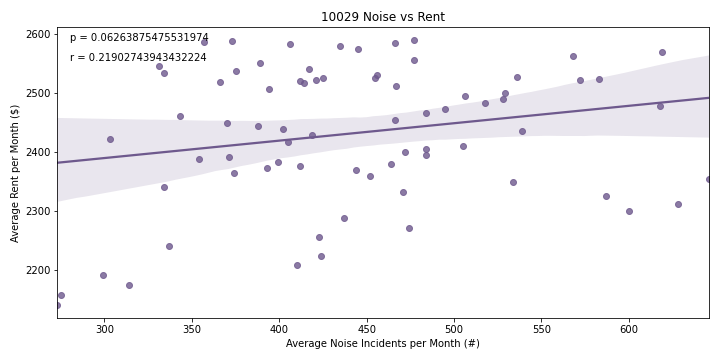 10029 Noise vs Rent
p = 0.06263875475531974
r = 0.21902743943432224
2600
2500
2400
2300
2200
Average Rent per Month ($)
300 350 400 450 500 550 600
Average Noise Incidents per Month (#)